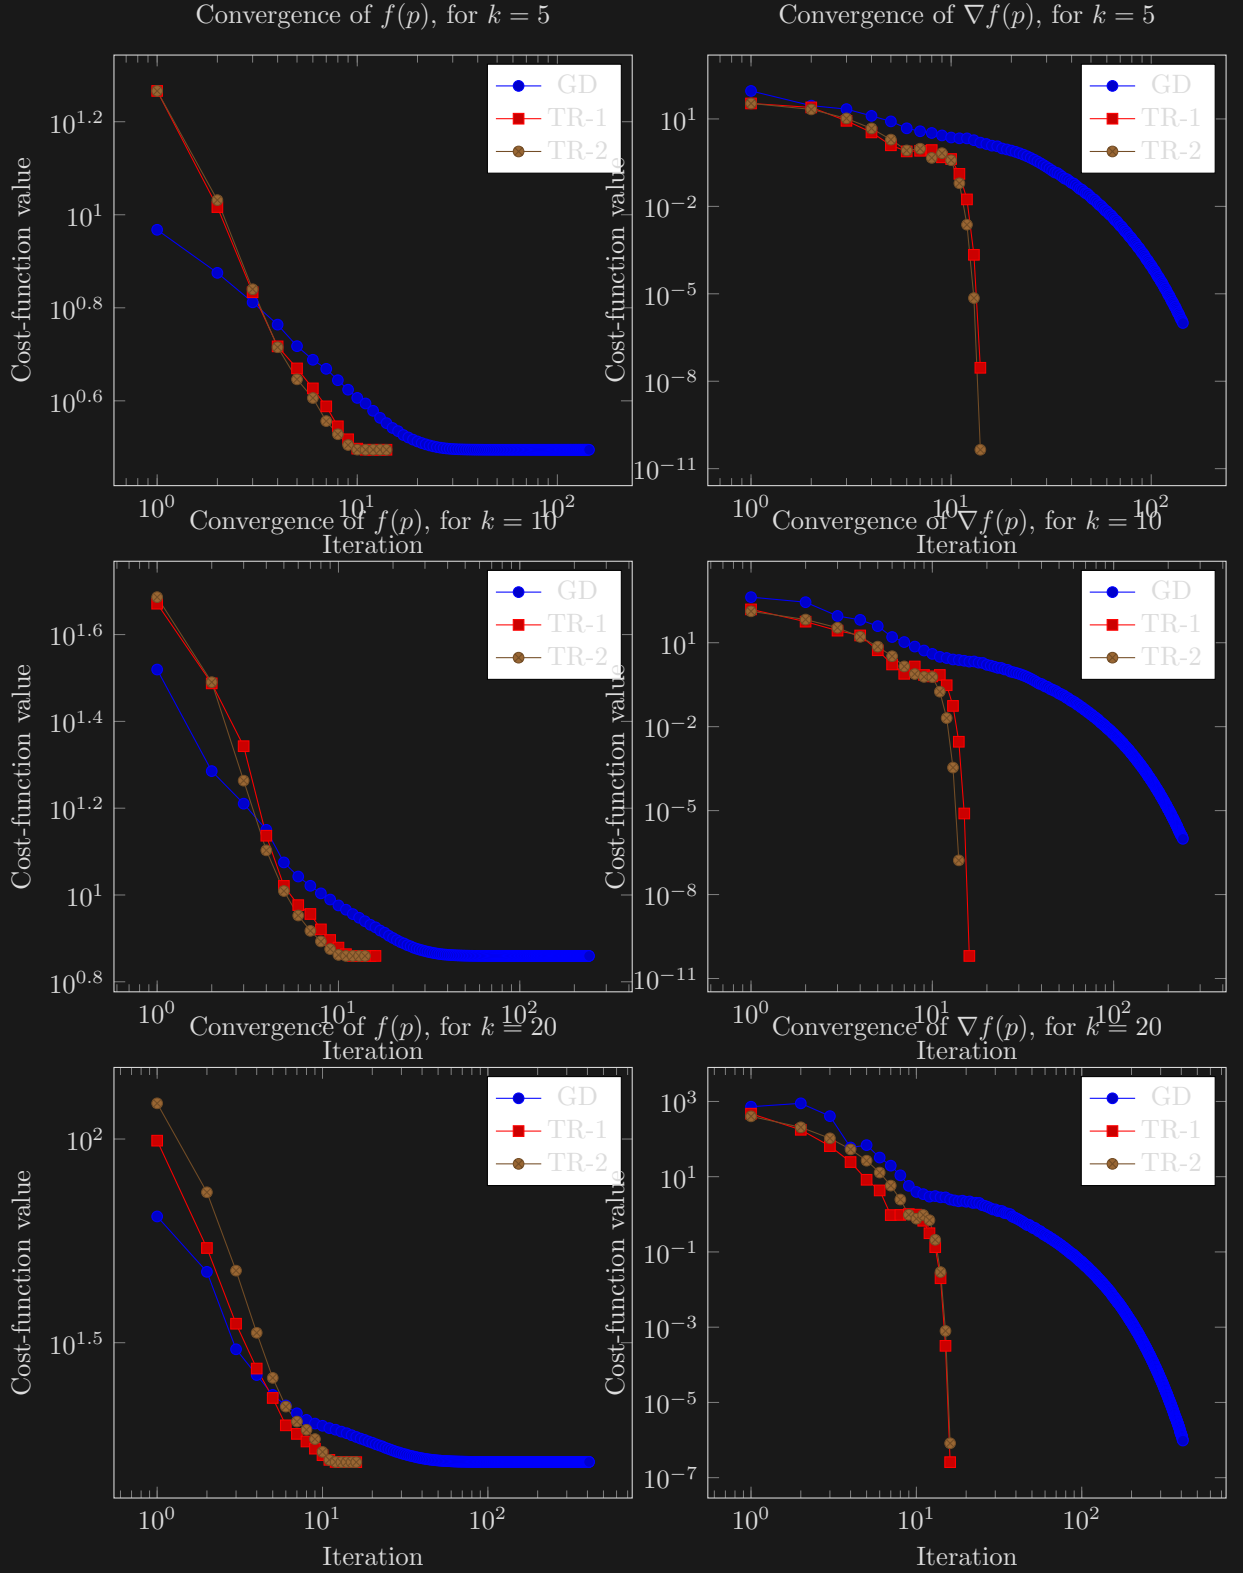 Convergence of f(p), for k = 5
Cost-function value
10^1.2
10^1
10^0.8
10^0.6
10^0 10^1 10^2
Iteration
GD
TR-1
TR-2
Convergence of ∇f(p), for k = 5
Cost-function value
10^1
10^−2
10^−5
10^−8
10^−11
10^0 10^1 10^2
Iteration
GD
TR-1
TR-2
Convergence of f(p), for k = 10
Cost-function value
10^1.6
10^1.4
10^1.2
10^1
10^0.8
10^0 10^1 10^2
Iteration
GD
TR-1
TR-2
Convergence of ∇f(p), for k = 10
Cost-function value
10^1
10^−2
10^−5
10^−8
10^−11
10^0 10^1 10^2
Iteration
GD
TR-1
TR-2
Convergence of f(p), for k = 20
Cost-function value
10^2
10^1.5
10^0 10^1 10^2
Iteration
GD
TR-1
TR-2
Convergence of ∇f(p), for k = 20
Cost-function value
10^3
10^1
10^−1
10^−3
10^−5
10^−7
10^0 10^1 10^2
Iteration
GD
TR-1
TR-2